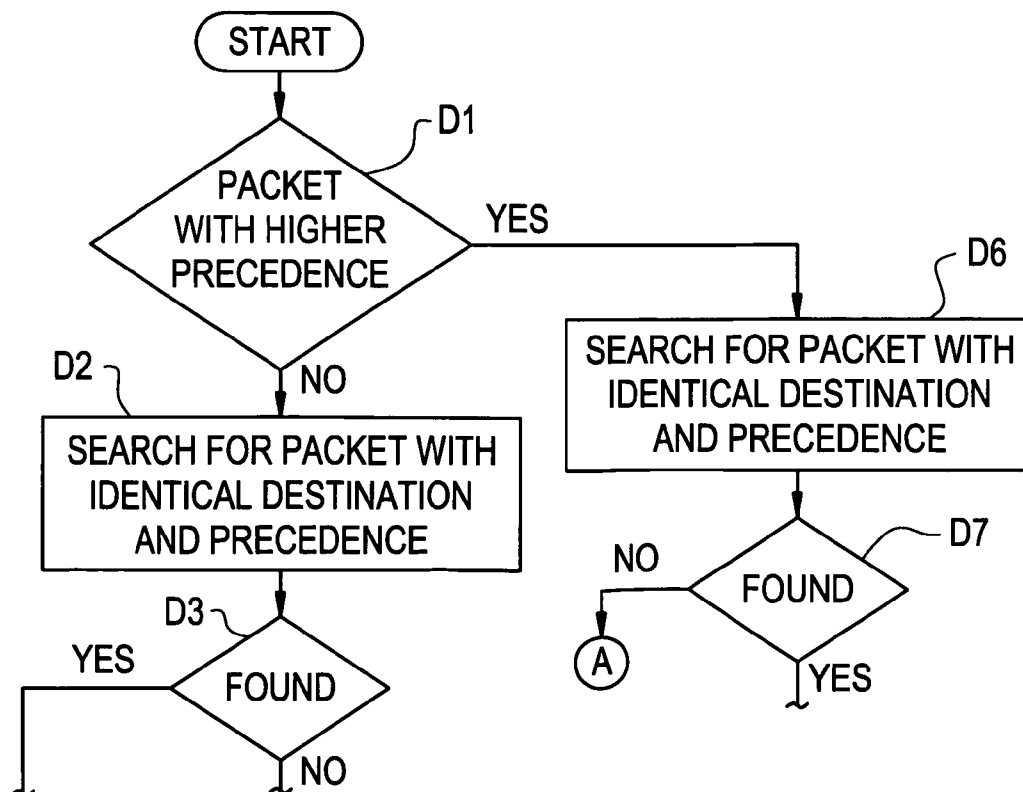 START
D1
PACKET
WITH HIGHER
PRECEDENCE
YES
D6
SEARCH FOR PACKET WITH
IDENTICAL DESTINATION
AND PRECEDENCE
NO
D2
SEARCH FOR PACKET WITH
IDENTICAL DESTINATION
AND PRECEDENCE
D7
NO
FOUND
A
YES
D3
YES
FOUND
NO